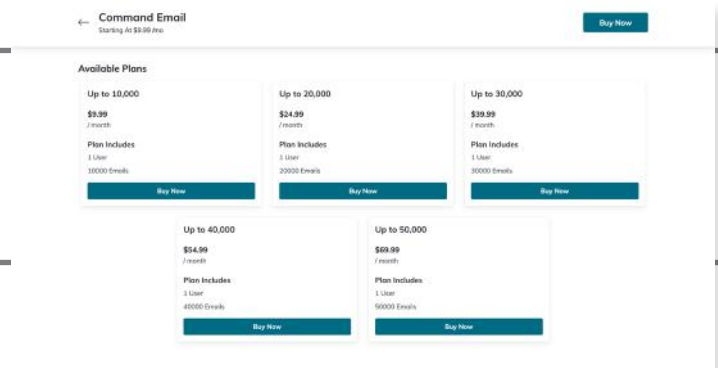 Command Email
Starting At $9.99 /mo
Buy Now
Available Plans
Up to 10,000
$9.99
/ month
Plan Includes
1 User
10000 Emails
Buy Now
Up to 20,000
$24.99
/ month
Plan Includes
1 User
20000 Emails
Buy Now
Up to 30,000
$39.99
/ month
Plan Includes
1 User
30000 Emails
Buy Now
Up to 40,000
$54.99
/ month
Plan Includes
1 User
40000 Emails
Buy Now
Up to 50,000
$69.99
/ month
Plan Includes
1 User
50000 Emails
Buy Now